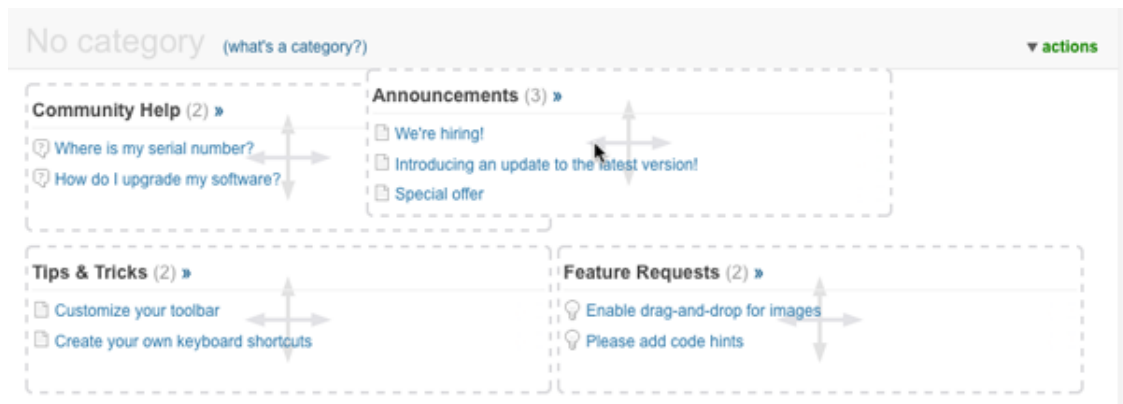 No category (what's a category?)
▼ actions
Community Help (2) »
Where is my serial number?
How do I upgrade my software?
Announcements (3) »
We're hiring!
Introducing an update to the latest version!
Special offer
Tips & Tricks (2) »
Customize your toolbar
Create your own keyboard shortcuts
Feature Requests (2) »
Enable drag-and-drop for images
Please add code hints